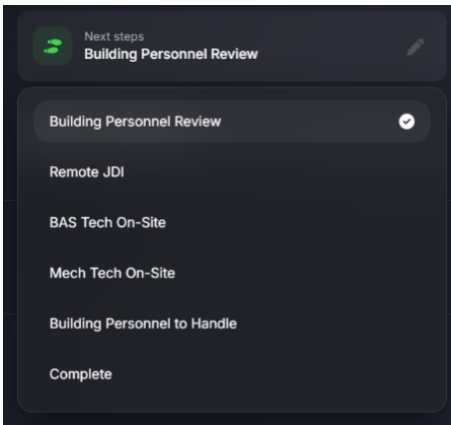 Next steps
Building Personnel Review
Building Personnel Review
Remote JDI
BAS Tech On-Site
Mech Tech On-Site
Building Personnel to Handle
Complete